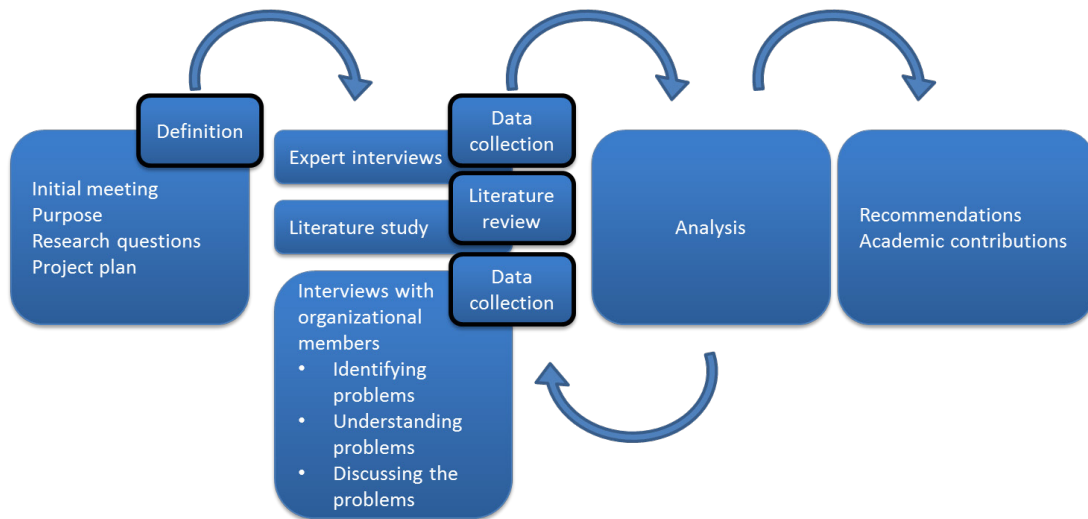 Definition
Initial meeting
Purpose
Research questions
Project plan
Data
collection
Expert interviews
Literature
review
Literature study
Data
collection
Interviews with
organizational
members
• Identifying
problems
• Understanding
problems
• Discussing the
problems
Analysis
Recommendations
Academic contributions